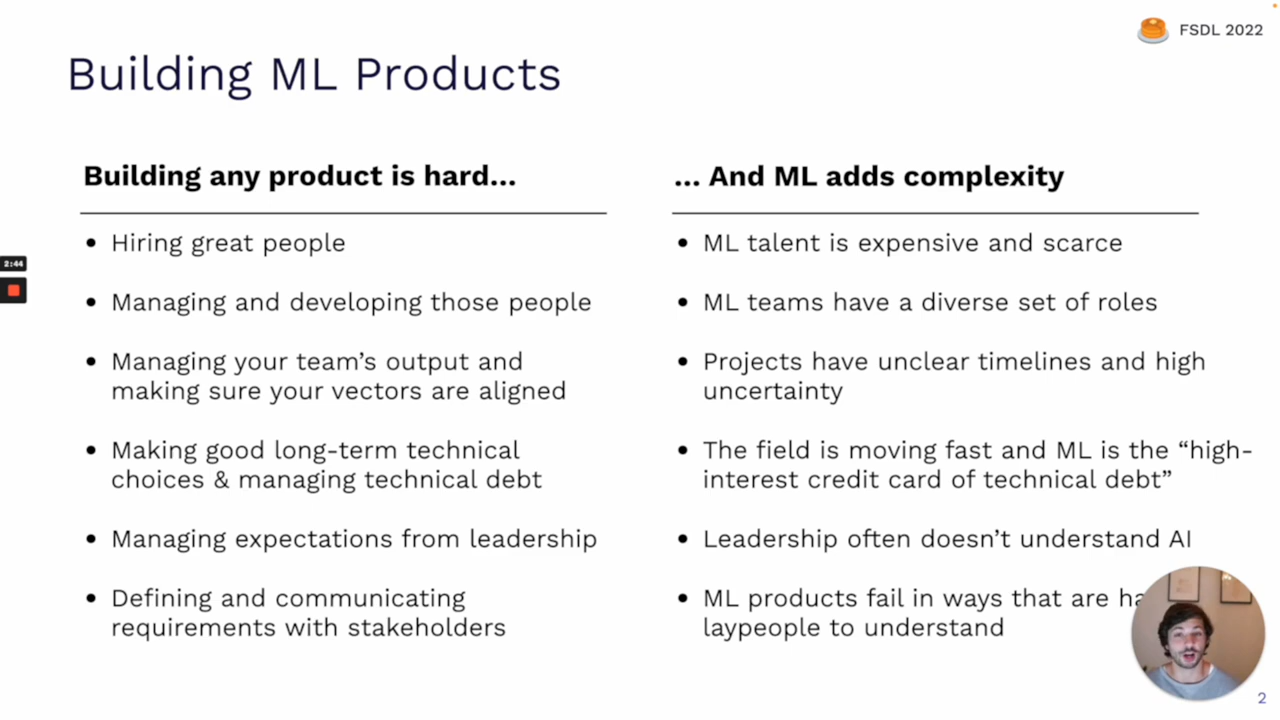 FSDL 2022
Building ML Products
Building any product is hard...
• Hiring great people
• Managing and developing those people
• Managing your team’s output and
making sure your vectors are aligned
• Making good long-term technical
choices & managing technical debt
• Managing expectations from leadership
• Defining and communicating
requirements with stakeholders
... And ML adds complexity
• ML talent is expensive and scarce
• ML teams have a diverse set of roles
• Projects have unclear timelines and high
uncertainty
• The field is moving fast and ML is the “high-
interest credit card of technical debt”
• Leadership often doesn’t understand AI
• ML products fail in ways that are
laypeople to understand
2:44
2